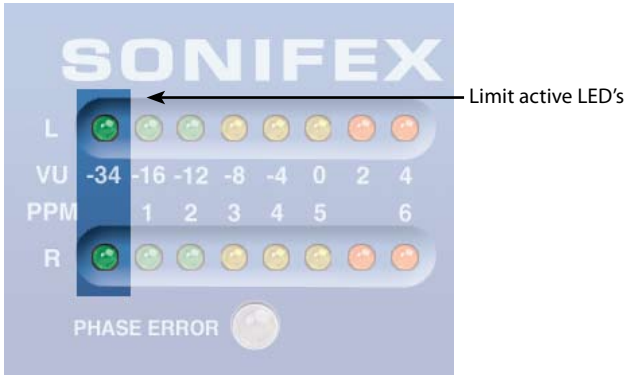 SONIFEX
Limit active LED's
L
VU -34 -16 -12 -8 -4 0 2 4
PPM 1 2 3 4 5 6
R
PHASE ERROR